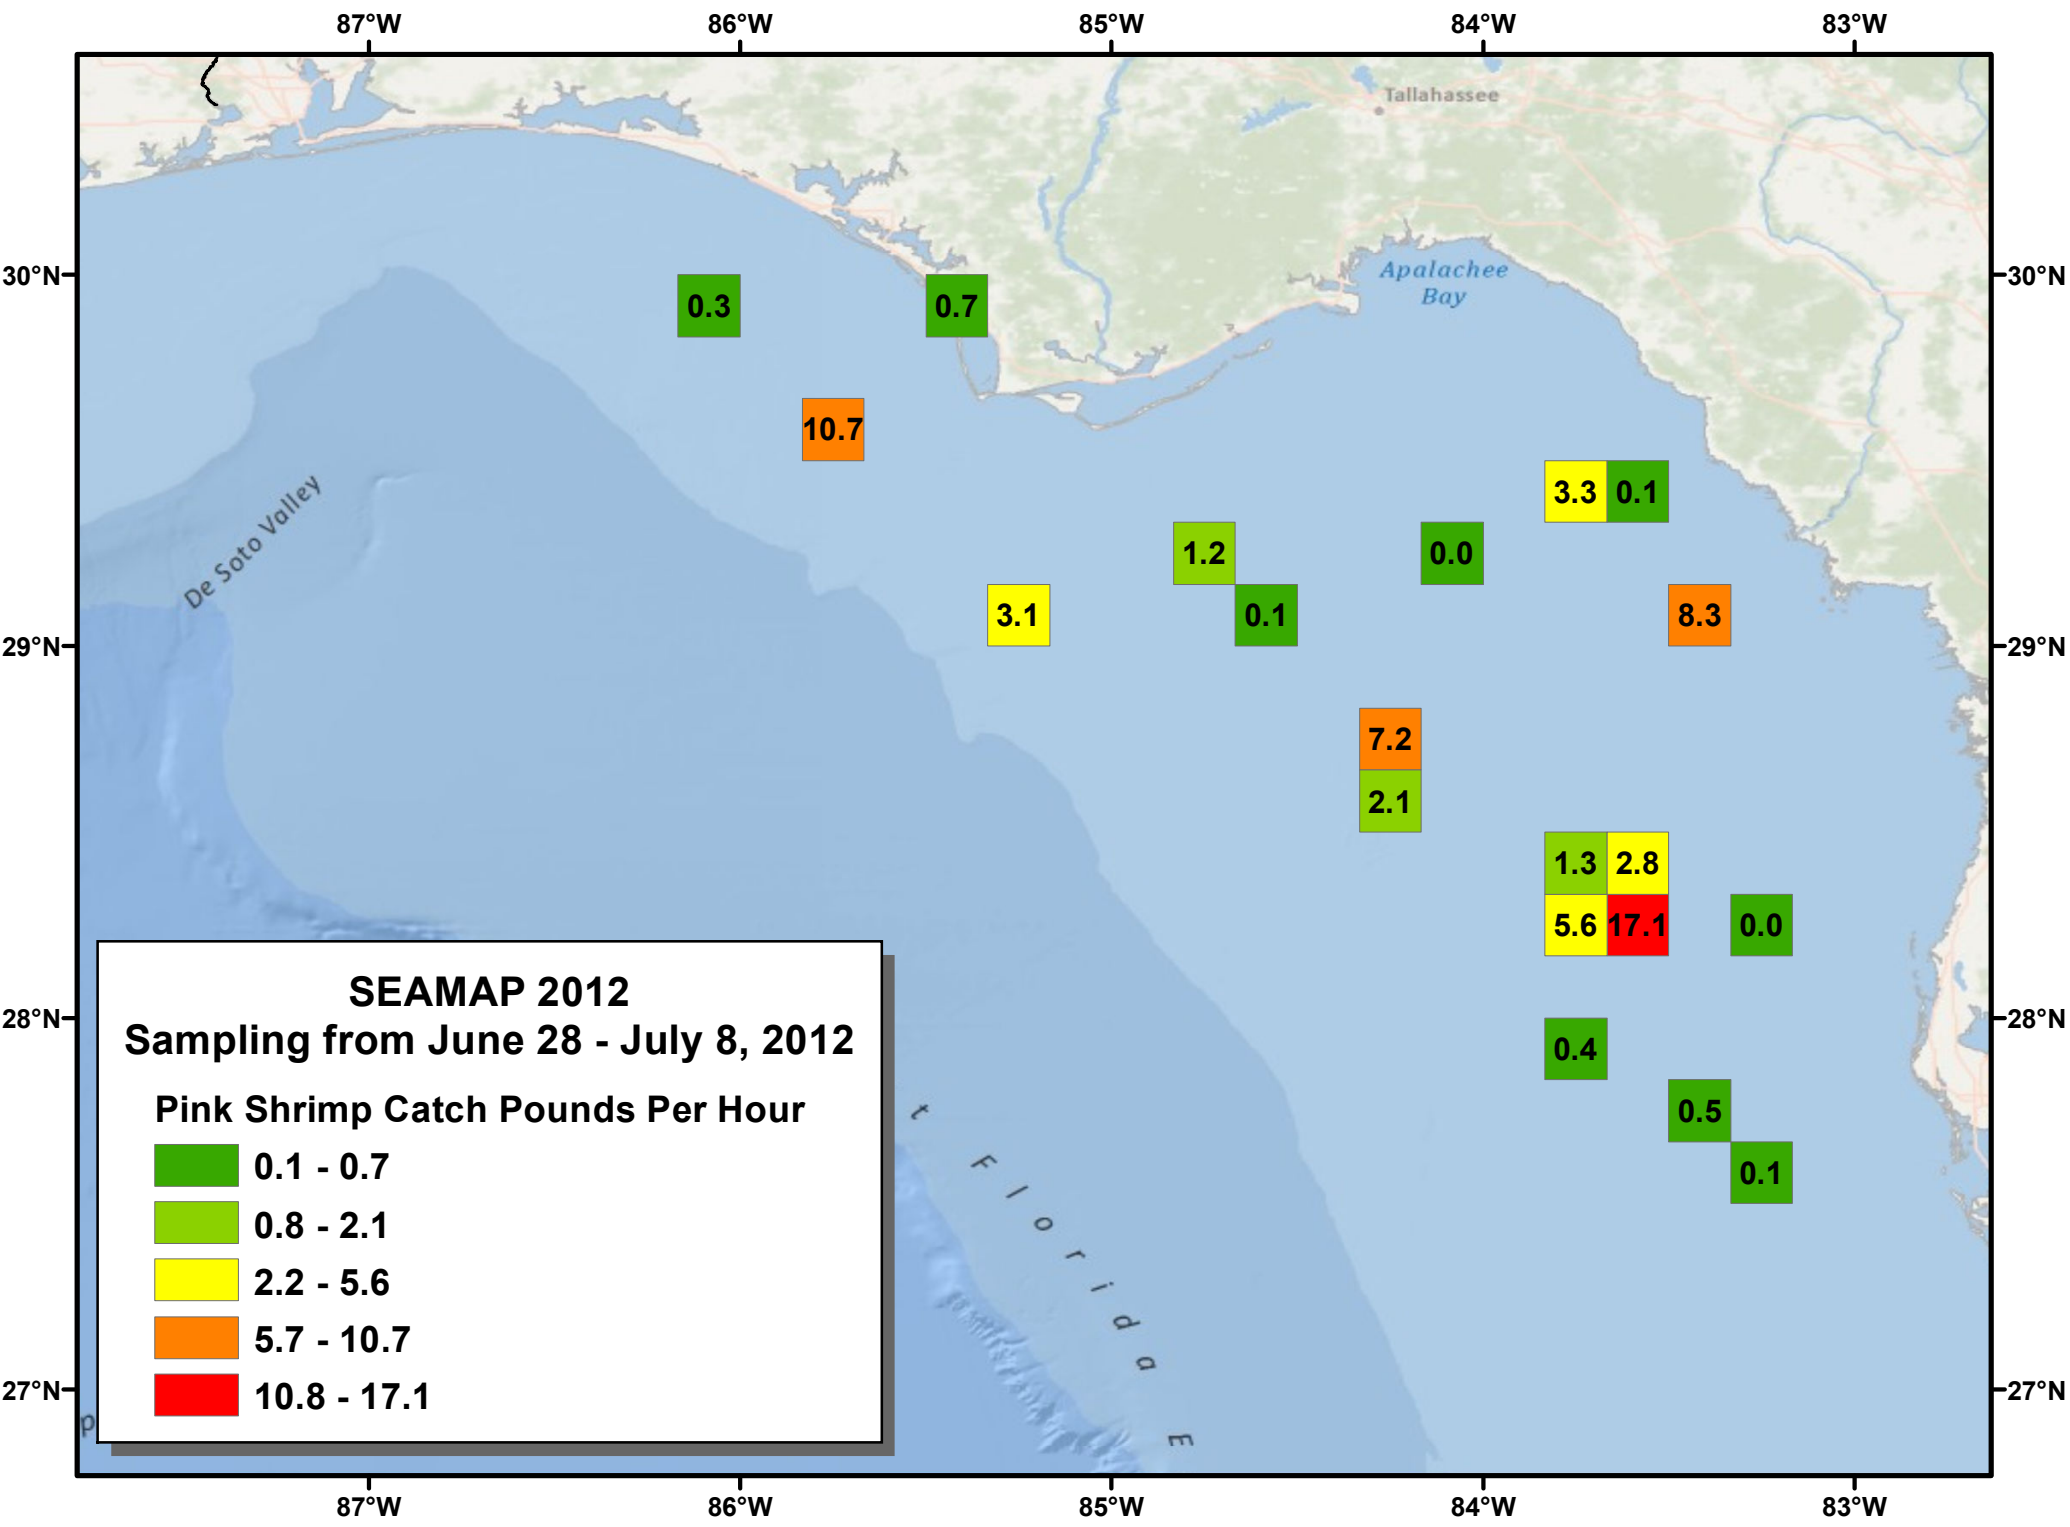 87°W 86°W 85°W 84°W 83°W
Tallahassee
Apalachee
Bay
30°N 30°N
0.3 0.7
10.7
De Soto Valley
3.3 0.1
1.2 0.0
3.1 0.1 8.3
29°N 29°N
7.2
2.1
1.3 2.8
5.6 17.1 0.0
28°N 28°N
0.4
0.5
0.1
SEAMAP 2012
Sampling from June 28 - July 8, 2012
Pink Shrimp Catch Pounds Per Hour
0.1 - 0.7
0.8 - 2.1
2.2 - 5.6
5.7 - 10.7
10.8 - 17.1
t Florida E
p
27°N 27°N
87°W 86°W 85°W 84°W 83°W